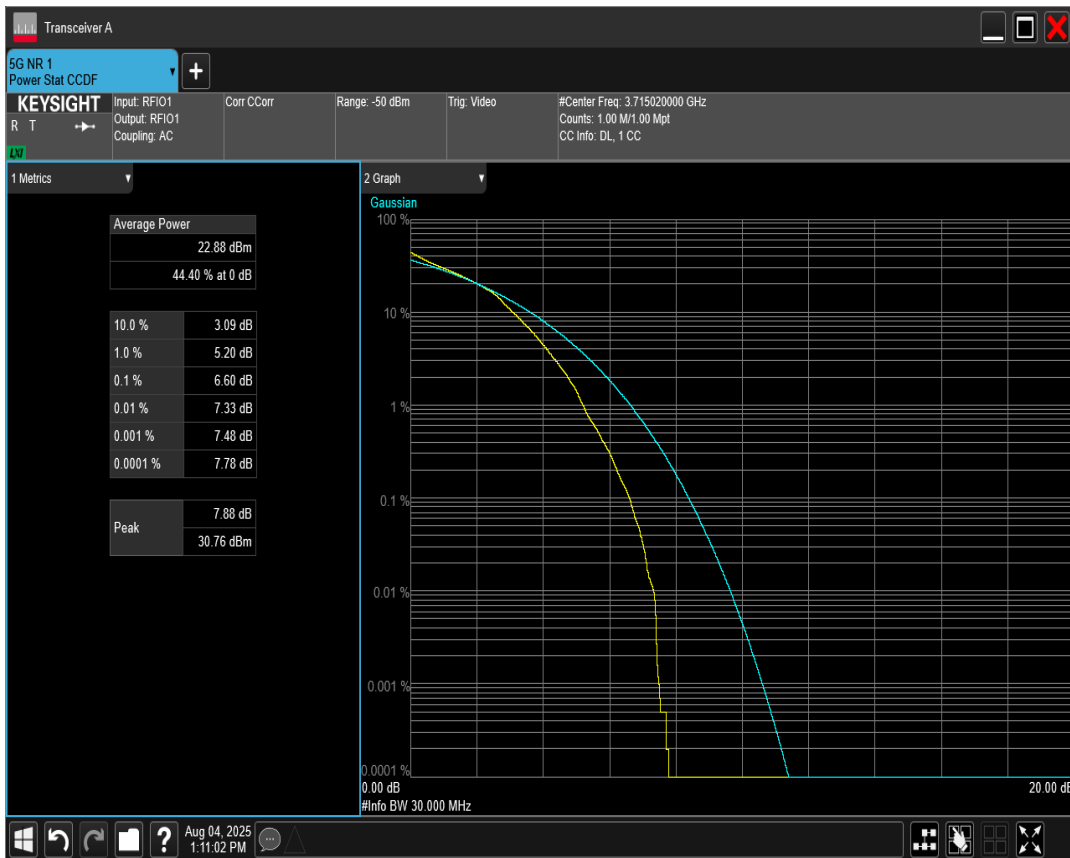 Transceiver A
5G NR 1
Power Stat CCDF
KEYSIGHT
R T
LXI
Input: RFIO1
Output: RFIO1
Coupling: AC
Corr CCorr
Range: -50 dBm
Trig: Video
#Center Freq: 3.715020000 GHz
Counts: 1.00 M/1.00 Mpt
CC Info: DL, 1 CC
1 Metrics
Average Power
22.88 dBm
44.40 % at 0 dB
10.0 % 3.09 dB
1.0 % 5.20 dB
0.1 % 6.60 dB
0.01 % 7.33 dB
0.001 % 7.48 dB
0.0001 % 7.78 dB
Peak
7.88 dB
30.76 dBm
2 Graph
Gaussian
100 %
10 %
1 %
0.1 %
0.01 %
0.001 %
0.0001 %
0.00 dB 20.00 dB
#Info BW 30.000 MHz
Aug 04, 2025
1:11:02 PM